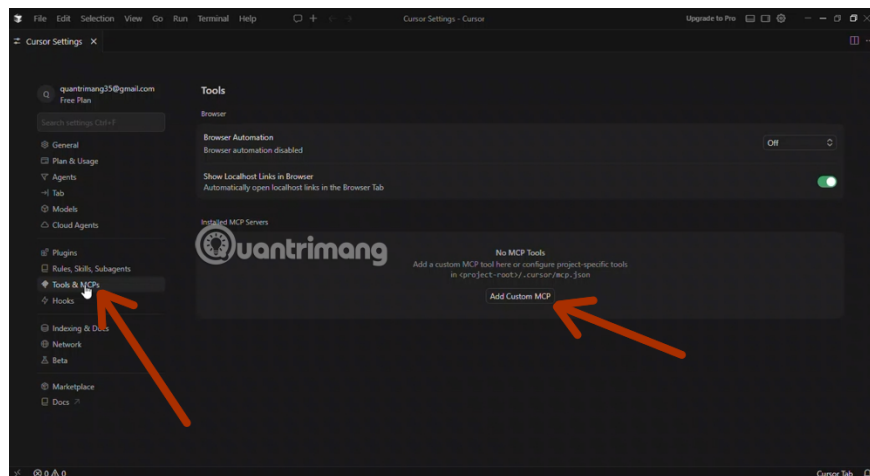 File Edit Selection View Go Run Terminal Help
Cursor Settings - Cursor
Upgrade to Pro
Cursor Settings
quantrimang35@gmail.com
Free Plan
Search settings Ctrl+F
General
Plan & Usage
Agents
Tab
Models
Cloud Agents
Plugins
Rules, Skills, Subagents
Tools & MCPs
Hooks
Indexing & Docs
Network
Beta
Marketplace
Docs
Tools
Browser
Browser Automation
Browser automation disabled
Off
Show Localhost Links in Browser
Automatically open localhost links in the Browser Tab
Installed MCP Servers
Quantrimang
No MCP Tools
Add a custom MCP tool here or configure project-specific tools
in <project-root>/.cursor/mcp.json
Add Custom MCP
0 0
Cursor Tab